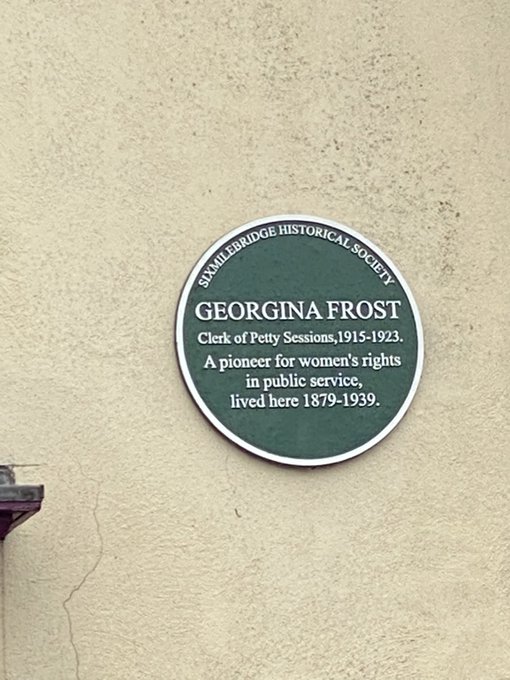 SIXMILEBRIDGE HISTORICAL SOCIETY
GEORGINA FROST
Clerk of Petty Sessions,1915-1923.
A pioneer for women's rights
in public service,
lived here 1879-1939.